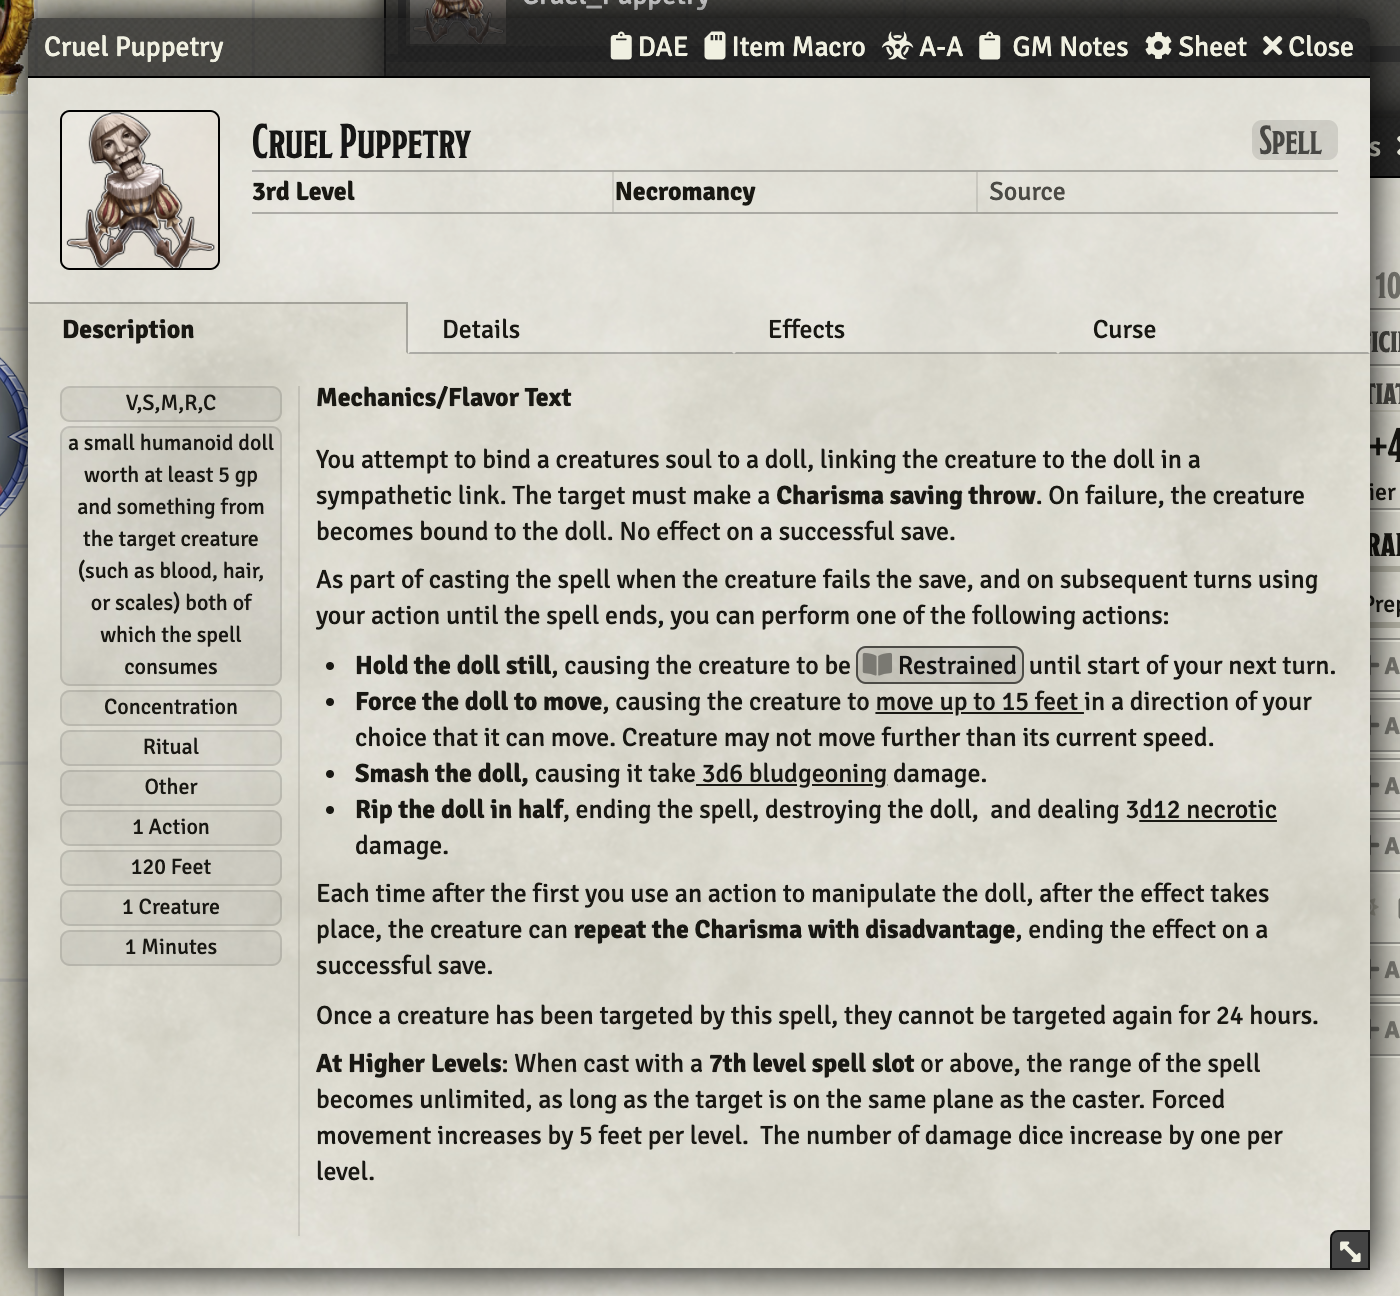 Cruel_Puppetry
Cruel Puppetry
DAE Item Macro A-A GM Notes Sheet Close
Cruel Puppetry
Spell
3rd Level Necromancy Source
Description Details Effects Curse
V,S,M,R,C
a small humanoid doll
worth at least 5 gp
and something from
the target creature
(such as blood, hair,
or scales) both of
which the spell
consumes
Concentration
Ritual
Other
1 Action
120 Feet
1 Creature
1 Minutes
Mechanics/Flavor Text
You attempt to bind a creatures soul to a doll, linking the creature to the doll in a
sympathetic link. The target must make a Charisma saving throw. On failure, the creature
becomes bound to the doll. No effect on a successful save.
As part of casting the spell when the creature fails the save, and on subsequent turns using
your action until the spell ends, you can perform one of the following actions:
• Hold the doll still, causing the creature to be Restrained until start of your next turn.
• Force the doll to move, causing the creature to move up to 15 feet in a direction of your
choice that it can move. Creature may not move further than its current speed.
• Smash the doll, causing it take 3d6 bludgeoning damage.
• Rip the doll in half, ending the spell, destroying the doll, and dealing 3d12 necrotic
damage.
Each time after the first you use an action to manipulate the doll, after the effect takes
place, the creature can repeat the Charisma with disadvantage, ending the effect on a
successful save.
Once a creature has been targeted by this spell, they cannot be targeted again for 24 hours.
At Higher Levels: When cast with a 7th level spell slot or above, the range of the spell
becomes unlimited, as long as the target is on the same plane as the caster. Forced
movement increases by 5 feet per level. The number of damage dice increase by one per
level.
10
+4